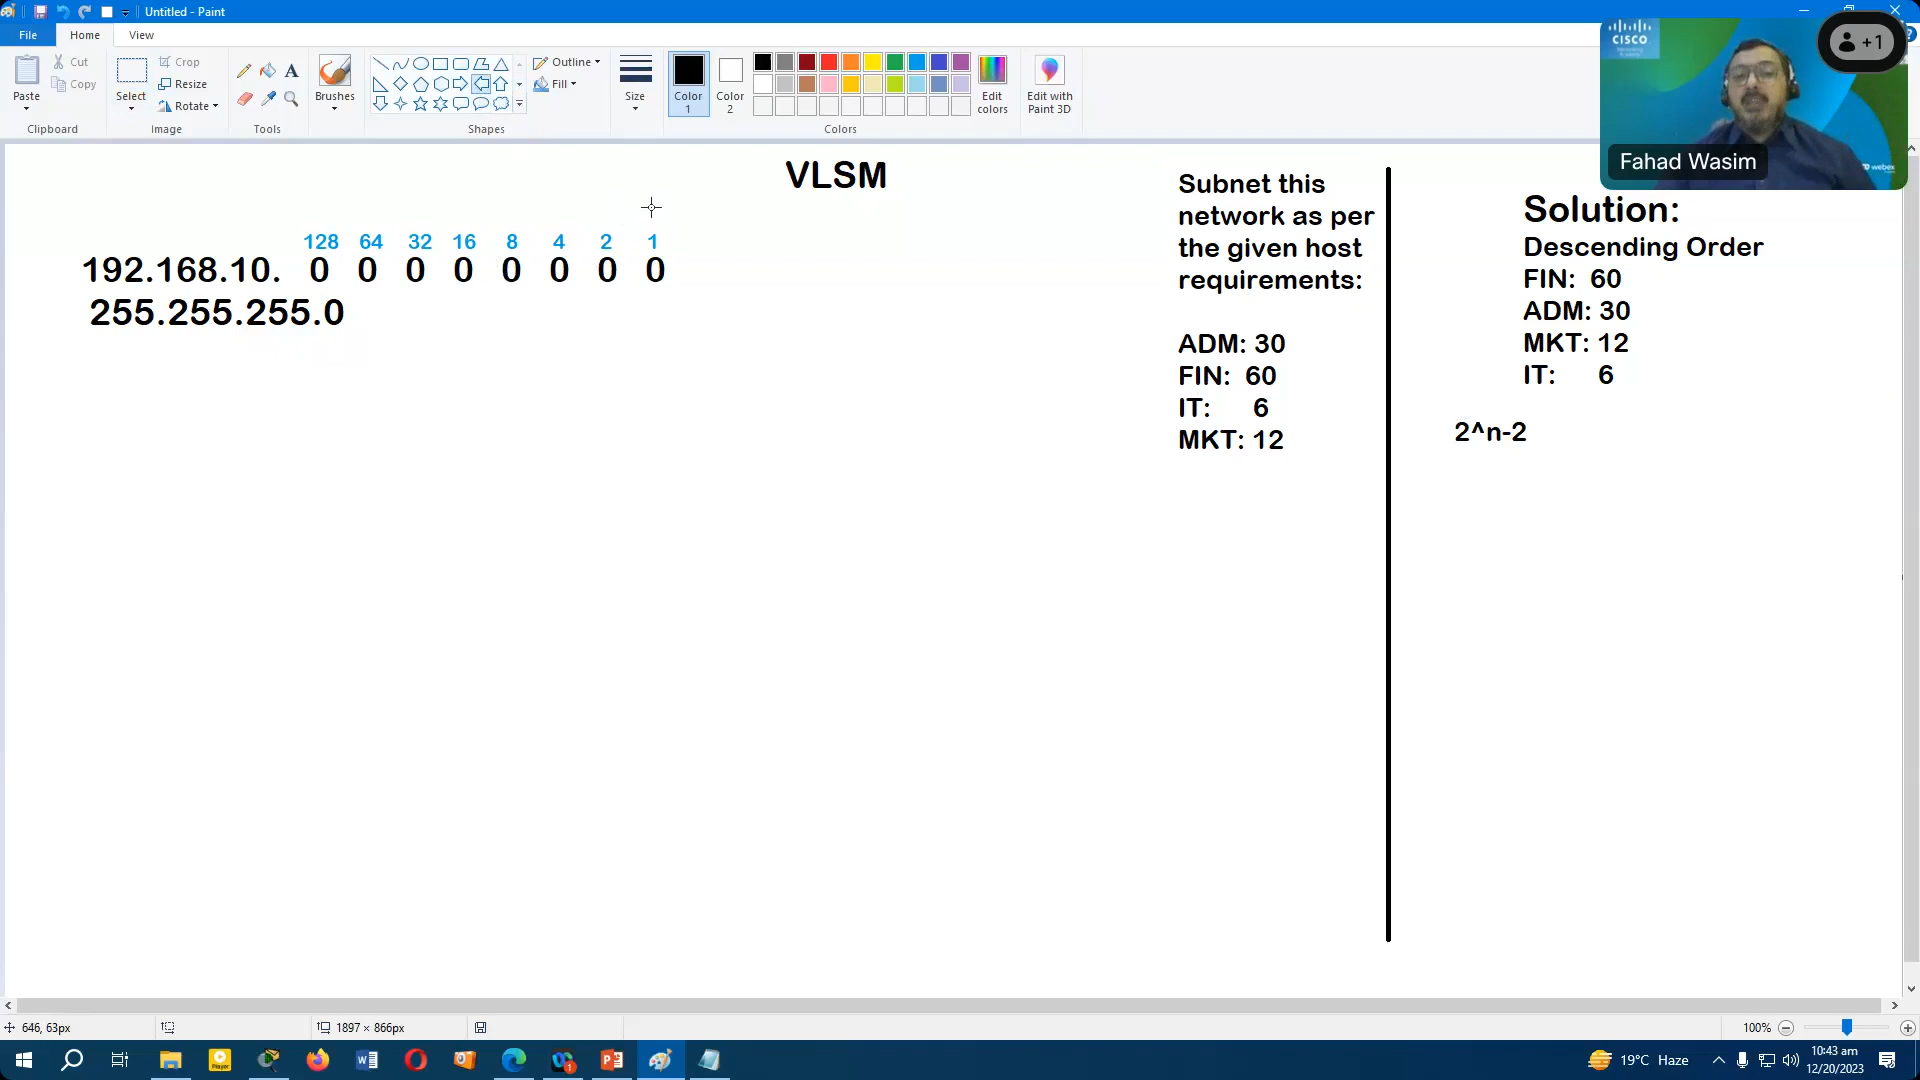 Untitled - Paint
File
Home
View
Paste
Cut
Copy
Clipboard
Select
Crop
Resize
Rotate
Image
Tools
Brushes
Shapes
Outline
Fill
Size
Color 1
Color 2
Colors
Edit colors
Edit with Paint 3D
CISCO
+1
webex
Fahad Wasim
VLSM
128 64 32 16 8 4 2 1
192.168.10. 0 0 0 0 0 0 0 0
255.255.255.0
Subnet this
network as per
the given host
requirements:
ADM: 30
FIN: 60
IT: 6
MKT: 12
Solution:
Descending Order
FIN: 60
ADM: 30
MKT: 12
IT: 6
2^n-2
646, 63px
1897 × 866px
100%
Player
19°C Haze
10:43 am
12/20/2023